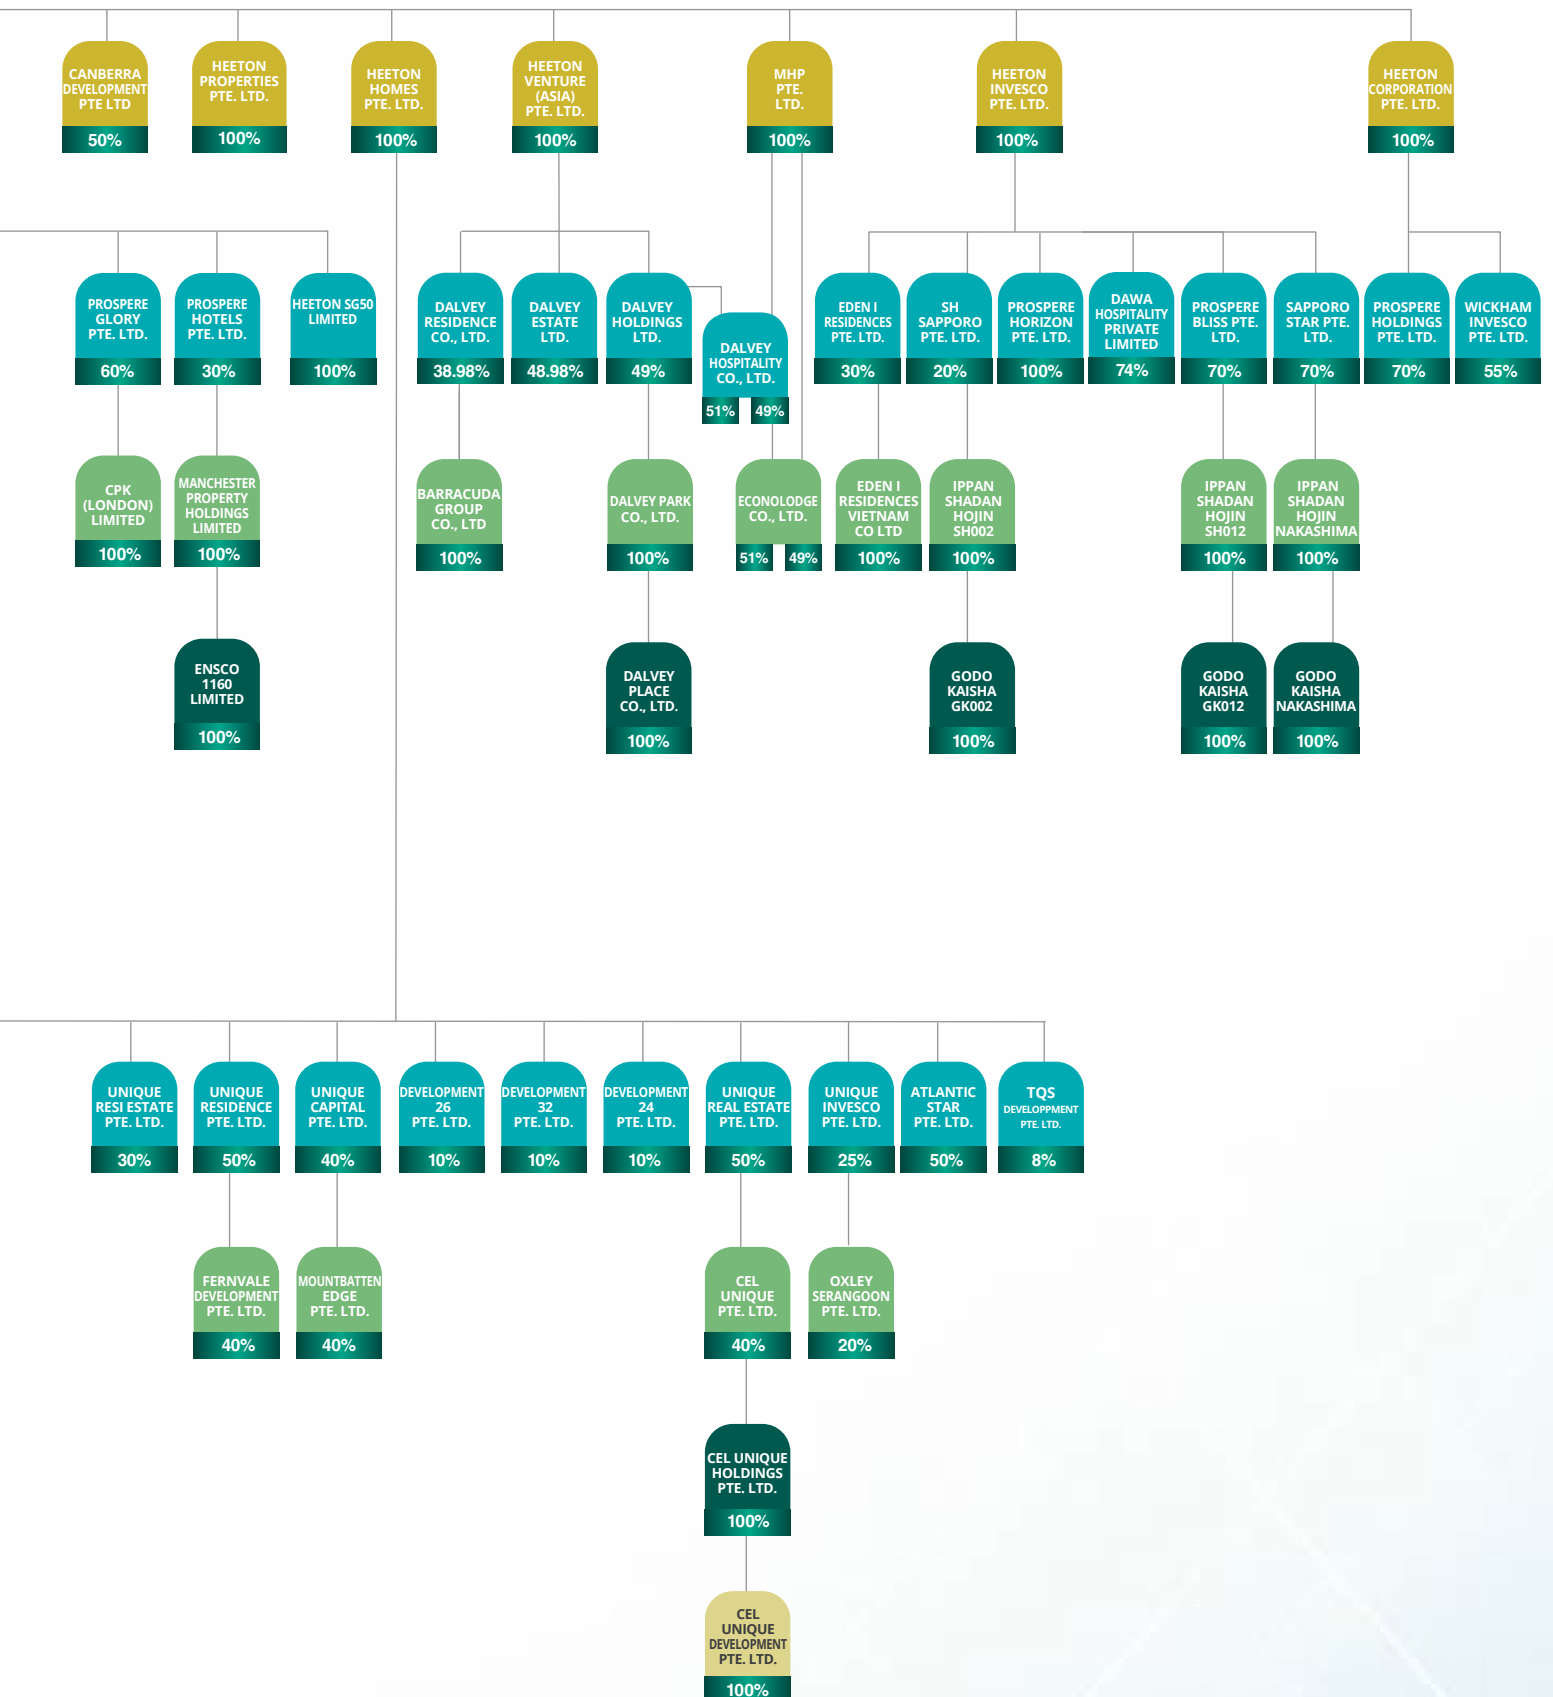 CANBERRA
DEVELOPMENT
PTE LTD
50%
HEETON
PROPERTIES
PTE. LTD.
100%
HEETON
HOMES
PTE. LTD.
100%
HEETON
VENTURE
(ASIA)
PTE. LTD.
100%
MHP
PTE.
LTD.
100%
HEETON
INVESCO
PTE. LTD.
100%
HEETON
CORPORATION
PTE. LTD.
100%
PROSPERE
GLORY
PTE. LTD.
60%
PROSPERE
HOTELS
PTE. LTD.
30%
HEETON SG50
LIMITED
100%
DALVEY
RESIDENCE
CO., LTD.
38.98%
DALVEY
ESTATE
LTD.
48.98%
DALVEY
HOLDINGS
LTD.
49%
DALVEY
HOSPITALITY
CO., LTD.
51% 49%
EDEN I
RESIDENCES
PTE. LTD.
30%
SH
SAPPORO
PTE. LTD.
20%
PROSPERE
HORIZON
PTE. LTD.
100%
DAWA
HOSPITALITY
PRIVATE
LIMITED
74%
PROSPERE
BLISS PTE.
LTD.
70%
SAPPORO
STAR PTE.
LTD.
70%
PROSPERE
HOLDINGS
PTE. LTD.
70%
WICKHAM
INVESCO
PTE. LTD.
55%
CPK
(LONDON)
LIMITED
100%
MANCHESTER
PROPERTY
HOLDINGS
LIMITED
100%
BARRACUDA
GROUP
CO., LTD
100%
DALVEY PARK
CO., LTD.
100%
ECONOLODGE
CO., LTD.
51% 49%
EDEN I
RESIDENCES
VIETNAM
CO LTD
100%
IPPAN
SHADAN
HOJIN
SH002
100%
IPPAN
SHADAN
HOJIN
SH012
100%
IPPAN
SHADAN
HOJIN
NAKASHIMA
100%
ENSCO
1160
LIMITED
100%
DALVEY
PLACE
CO., LTD.
100%
GODO
KAISHA
GK002
100%
GODO
KAISHA
GK012
100%
GODO
KAISHA
NAKASHIMA
100%
UNIQUE
RESI ESTATE
PTE. LTD.
30%
UNIQUE
RESIDENCE
PTE. LTD.
50%
UNIQUE
CAPITAL
PTE. LTD.
40%
DEVELOPMENT
26
PTE. LTD.
10%
DEVELOPMENT
32
PTE. LTD.
10%
DEVELOPMENT
24
PTE. LTD.
10%
UNIQUE
REAL ESTATE
PTE. LTD.
50%
UNIQUE
INVESCO
PTE. LTD.
25%
ATLANTIC
STAR
PTE. LTD.
50%
TQS
DEVELOPPMENT
PTE. LTD.
8%
FERNVALE
DEVELOPMENT
PTE. LTD.
40%
MOUNTBATTEN
EDGE
PTE. LTD.
40%
CEL
UNIQUE
PTE. LTD.
40%
OXLEY
SERANGOON
PTE. LTD.
20%
CEL UNIQUE
HOLDINGS
PTE. LTD.
100%
CEL
UNIQUE
DEVELOPMENT
PTE. LTD.
100%